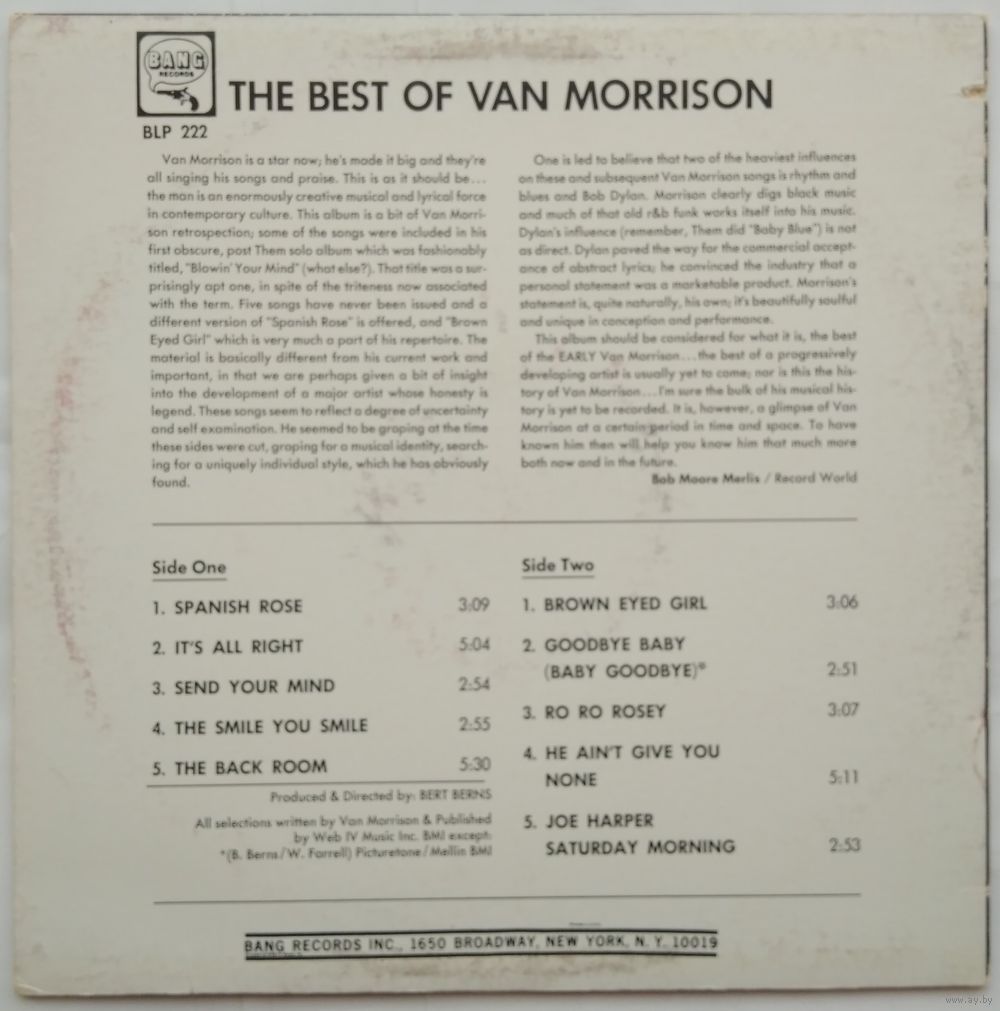 BANG
RECORDS
THE BEST OF VAN MORRISON
BLP 222
Van Morrison is a star now; he's made it big and they're
all singing his songs and praise. This is as it should be...
the man is an enormously creative musical and lyrical force
in contemporary culture. This album is a bit of Van Morri-
son retrospection; some of the songs were included in his
first obscure, post Them solo album which was fashionably
titled, "Blowin' Your Mind" (what else?). That title was a sur-
prisingly apt one, in spite of the triteness now associated
with the term. Five songs have never been issued and a
different version of "Spanish Rose" is offered, and "Brown
Eyed Girl" which is very much a part of his repertoire. The
material is basically different from his current work and
important, in that we are perhaps given a bit of insight
into the development of a major artist whose honesty is
legend. These songs seem to reflect a degree of uncertainty
and self examination. He seemed to be groping at the time
these sides were cut, groping for a musical identity, search-
ing for a uniquely individual style, which he has obviously
found.
One is led to believe that two of the heaviest influences
on these and subsequent Van Morrison songs is rhythm and
blues and Bob Dylan. Morrison clearly digs black music
and much of that old r&b funk works itself into his music.
Dylan's influence (remember, Them did "Baby Blue") is not
as direct. Dylan paved the way for the commercial accept-
ance of abstract lyrics; he convinced the industry that a
personal statement was a marketable product. Morrison's
statement is, quite naturally, his own; it's beautifully soulful
and unique in conception and performance.
This album should be considered for what it is, the best
of the EARLY Van Morrison...the best of a progressively
developing artist is usually yet to come; nor is this the his-
tory of Van Morrison...I'm sure the bulk of his musical his-
tory is yet to be recorded. It is, however, a glimpse of Van
Morrison at a certain period in time and space. To have
known him then will help you know him that much more
both now and in the future.
Bob Moore Merlis / Record World
Side One
1. SPANISH ROSE 3:09
2. IT'S ALL RIGHT 5:04
3. SEND YOUR MIND 2:54
4. THE SMILE YOU SMILE 2:55
5. THE BACK ROOM 5:30
Produced & Directed by: BERT BERNS
All selections written by Van Morrison & Published
by Web IV Music Inc. BMI except:
*(B. Berns/W. Farrell) Picturetone/Mellin BMI
Side Two
1. BROWN EYED GIRL 3:06
2. GOODBYE BABY
(BABY GOODBYE)* 2:51
3. RO RO ROSEY 3:07
4. HE AIN'T GIVE YOU
NONE 5:11
5. JOE HARPER
SATURDAY MORNING 2:53
BANG RECORDS INC., 1650 BROADWAY, NEW YORK, N. Y. 10019
www.ay.by